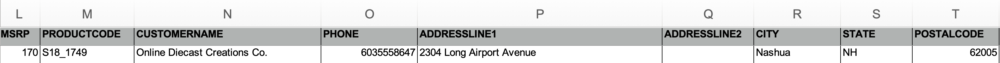 L M N O P Q R S T
MSRP PRODUCTCODE CUSTOMERNAME PHONE ADDRESSLINE1 ADDRESSLINE2 CITY STATE POSTALCODE
170 S18_1749 Online Diecast Creations Co. 6035558647 2304 Long Airport Avenue Nashua NH 62005